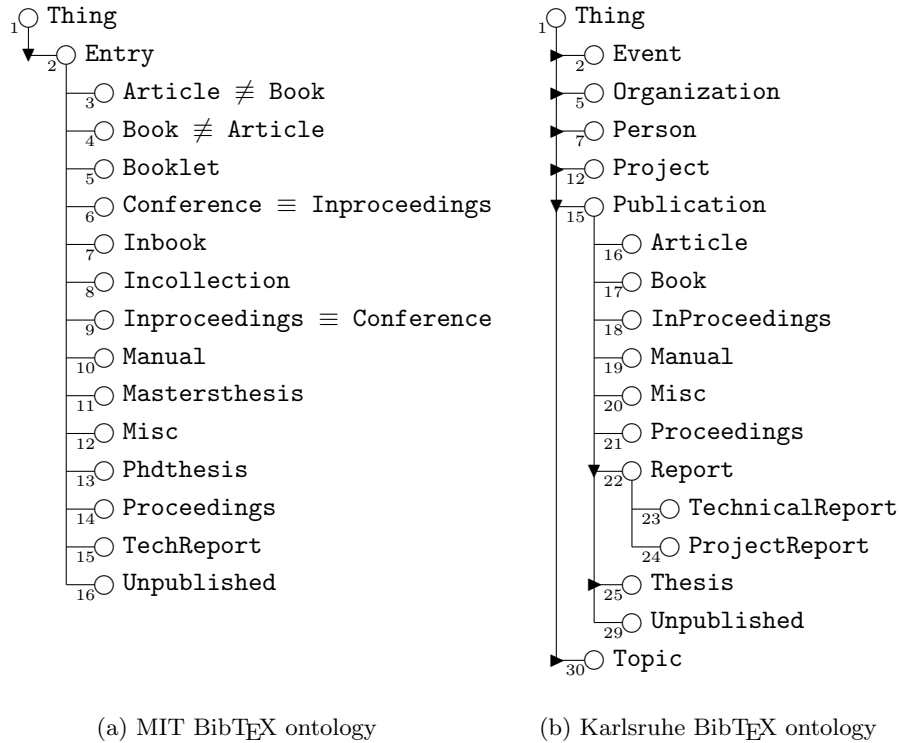 1 Thing
2 Entry
3 Article ≢ Book
4 Book ≢ Article
5 Booklet
6 Conference ≡ Inproceedings
7 Inbook
8 Incollection
9 Inproceedings ≡ Conference
10 Manual
11 Mastersthesis
12 Misc
13 Phdthesis
14 Proceedings
15 TechReport
16 Unpublished
(a) MIT BibTEX ontology
1 Thing
2 Event
5 Organization
7 Person
12 Project
15 Publication
16 Article
17 Book
18 InProceedings
19 Manual
20 Misc
21 Proceedings
22 Report
23 TechnicalReport
24 ProjectReport
25 Thesis
29 Unpublished
30 Topic
(b) Karlsruhe BibTEX ontology